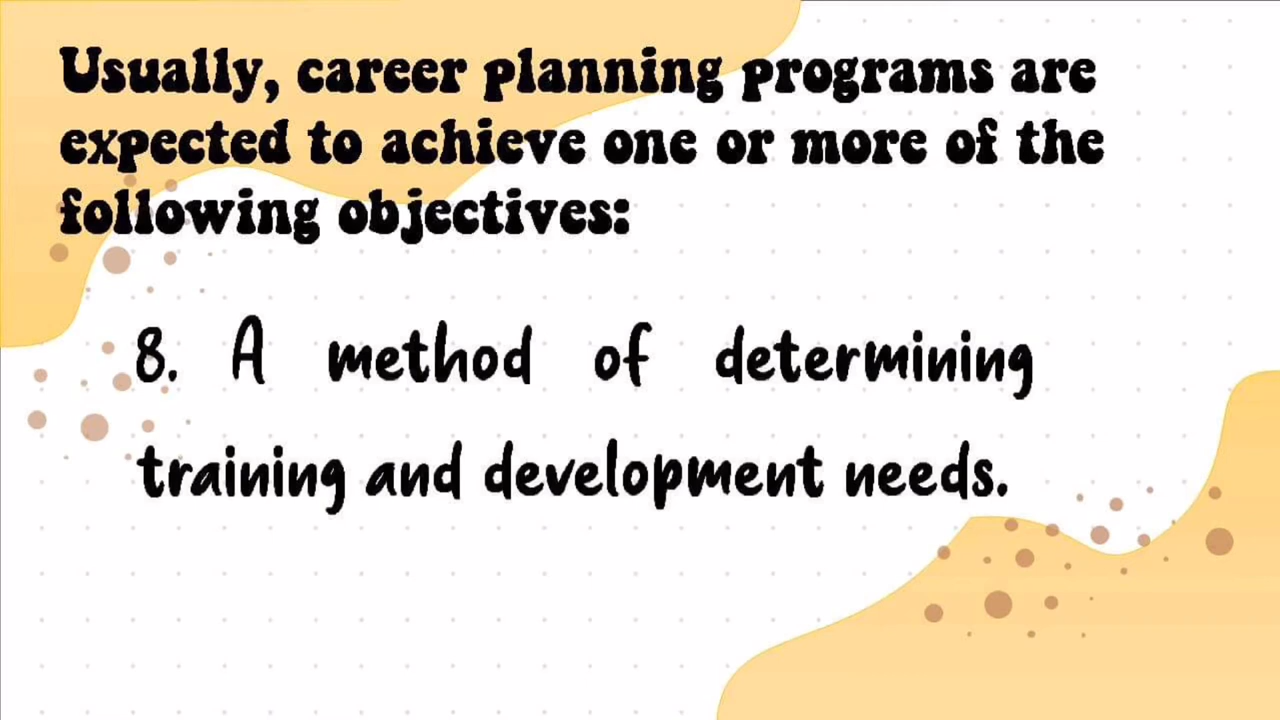 Usually, career planning programs are
expected to achieve one or more of the
following objectives:
8. A method of determining
training and development needs.